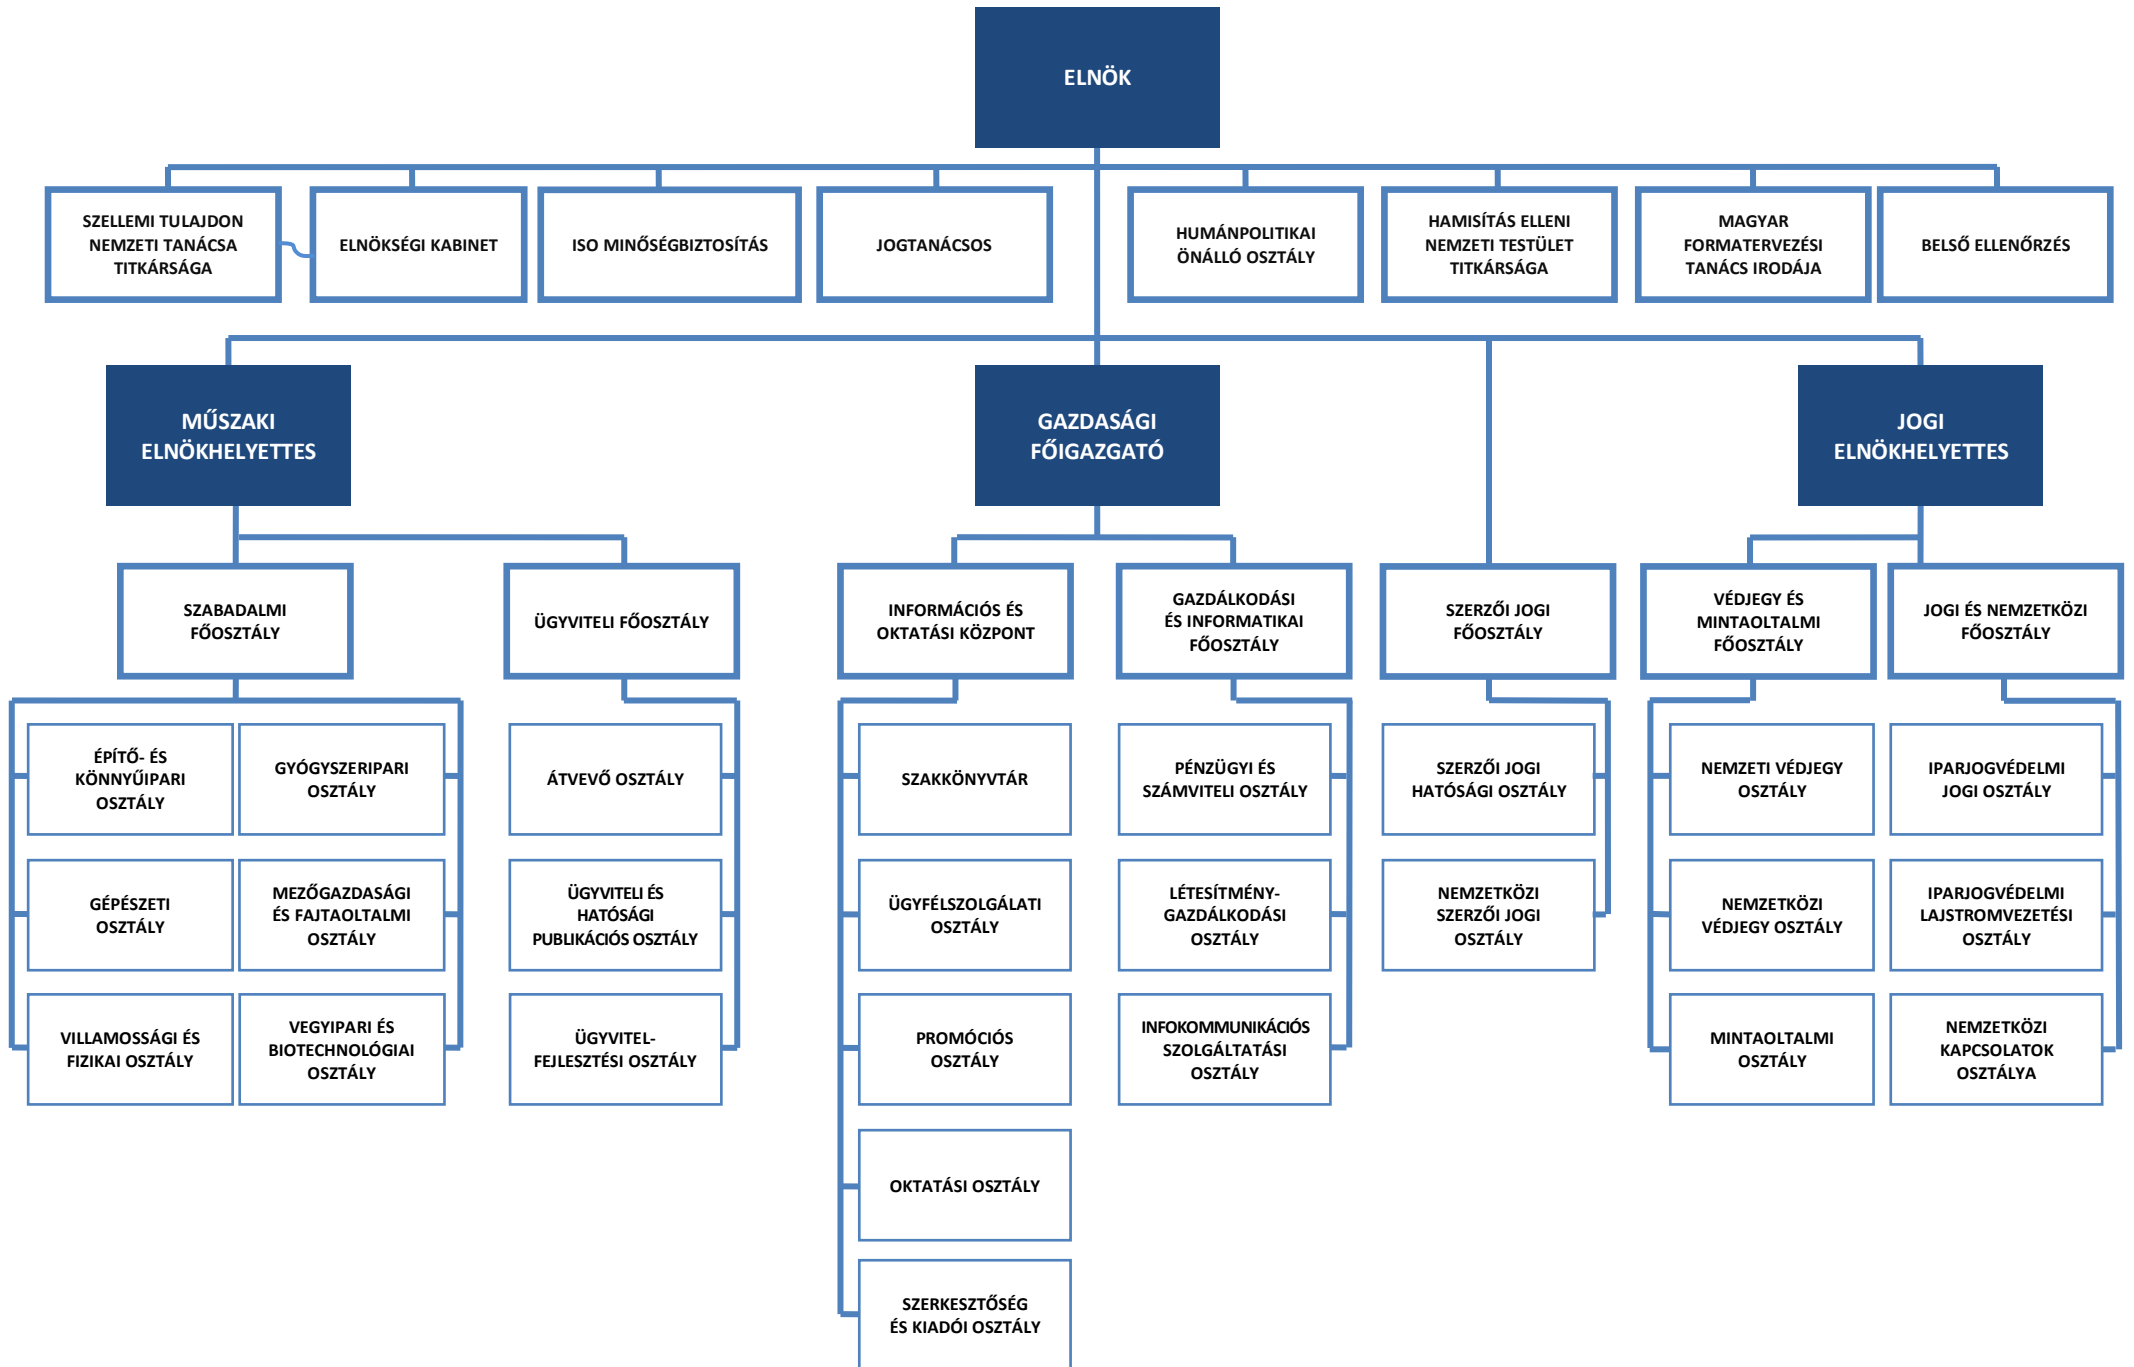 ELNÖK
SZELLEMI TULAJDON
NEMZETI TANÁCSA
TITKÁRSÁGA
ELNÖKSÉGI KABINET
ISO MINŐSÉGBIZTOSÍTÁS
JOGTANÁCSOS
HUMÁNPOLITIKAI
ÖNÁLLÓ OSZTÁLY
HAMISÍTÁS ELLENI
NEMZETI TESTÜLET
TITKÁRSÁGA
MAGYAR
FORMATERVEZÉSI
TANÁCS IRODÁJA
BELSŐ ELLENŐRZÉS
MŰSZAKI
ELNÖKHELYETTES
GAZDASÁGI
FŐIGAZGATÓ
JOGI
ELNÖKHELYETTES
SZABADALMI
FŐOSZTÁLY
ÜGYVITELI FŐOSZTÁLY
INFORMÁCIÓS ÉS
OKTATÁSI KÖZPONT
GAZDÁLKODÁSI
ÉS INFORMATIKAI
FŐOSZTÁLY
SZERZŐI JOGI
FŐOSZTÁLY
VÉDJEGY ÉS
MINTAOLTALMI
FŐOSZTÁLY
JOGI ÉS NEMZETKÖZI
FŐOSZTÁLY
ÉPÍTŐ- ÉS
KÖNNYŰIPARI
OSZTÁLY
GYÓGYSZERIPARI
OSZTÁLY
ÁTVEVŐ OSZTÁLY
SZAKKÖNYVTÁR
PÉNZÜGYI ÉS
SZÁMVITELI OSZTÁLY
SZERZŐI JOGI
HATÓSÁGI OSZTÁLY
NEMZETI VÉDJEGY
OSZTÁLY
IPARJOGVÉDELMI
JOGI OSZTÁLY
GÉPÉSZETI
OSZTÁLY
MEZŐGAZDASÁGI
ÉS FAJTAOLTALMI
OSZTÁLY
ÜGYVITELI ÉS
HATÓSÁGI
PUBLIKÁCIÓS OSZTÁLY
ÜGYFÉLSZOLGÁLATI
OSZTÁLY
LÉTESÍTMÉNY-
GAZDÁLKODÁSI
OSZTÁLY
NEMZETKÖZI
SZERZŐI JOGI
OSZTÁLY
NEMZETKÖZI
VÉDJEGY OSZTÁLY
IPARJOGVÉDELMI
LAJSTROMVEZETÉSI
OSZTÁLY
VILLAMOSSÁGI ÉS
FIZIKAI OSZTÁLY
VEGYIPARI ÉS
BIOTECHNOLÓGIAI
OSZTÁLY
ÜGYVITEL-
FEJLESZTÉSI OSZTÁLY
PROMÓCIÓS
OSZTÁLY
INFOKOMMUNIKÁCIÓS
SZOLGÁLTATÁSI
OSZTÁLY
MINTAOLTALMI
OSZTÁLY
NEMZETKÖZI
KAPCSOLATOK
OSZTÁLYA
OKTATÁSI OSZTÁLY
SZERKESZTŐSÉG
ÉS KIADÓI OSZTÁLY